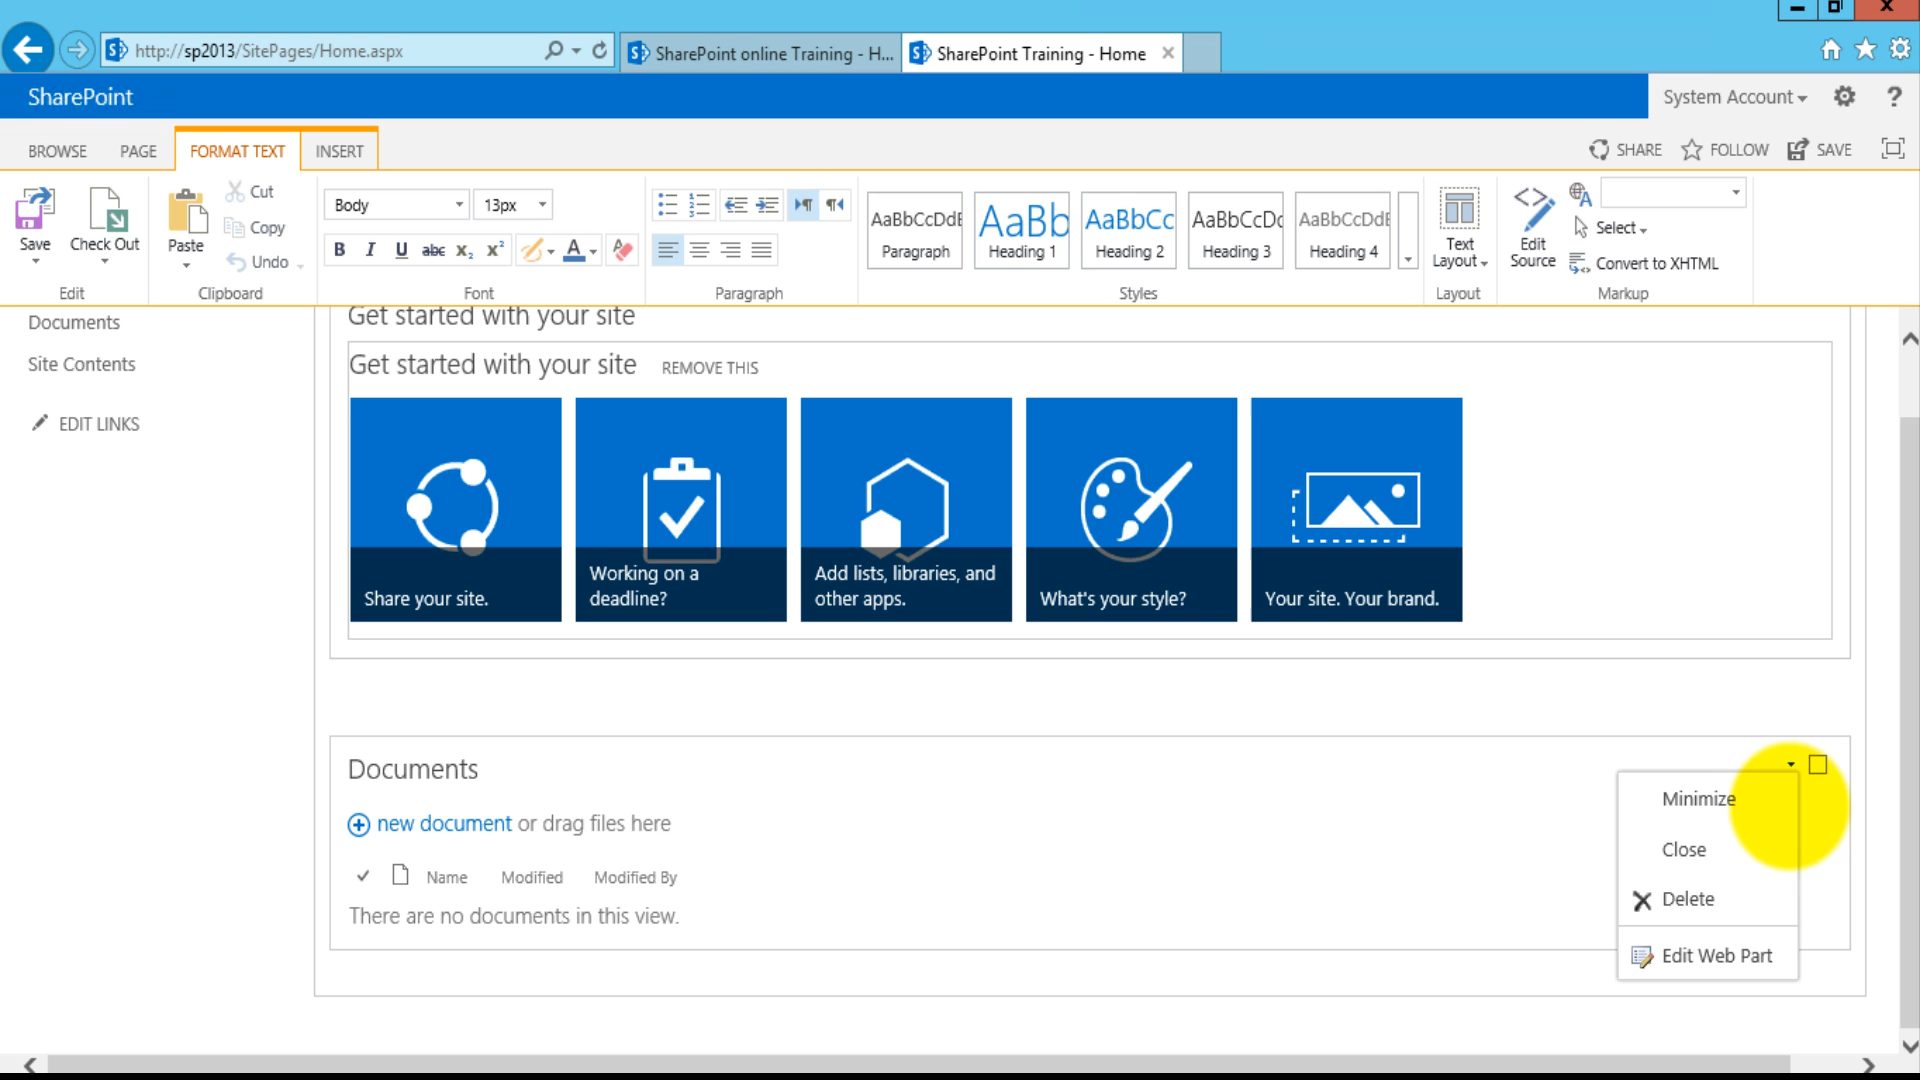 http://sp2013/SitePages/Home.aspx
SharePoint online Training - H...
SharePoint Training - Home
SharePoint
System Account
?
BROWSE
PAGE
FORMAT TEXT
INSERT
SHARE
FOLLOW
SAVE
Save
Check Out
Edit
Paste
Cut
Copy
Undo
Clipboard
Body
13px
B I U abc X₂ X² A
Font
Paragraph
AaBbCcDdE
Paragraph
AaBb
Heading 1
AaBbCc
Heading 2
AaBbCcDc
Heading 3
AaBbCcDdE
Heading 4
Styles
Text
Layout
Layout
Edit
Source
Select
Convert to XHTML
Markup
Documents
Site Contents
EDIT LINKS
Get started with your site
Get started with your site REMOVE THIS
Share your site.
Working on a
deadline?
Add lists, libraries, and
other apps.
What's your style?
Your site. Your brand.
Documents
new document or drag files here
Name Modified Modified By
There are no documents in this view.
Minimize
Close
Delete
Edit Web Part